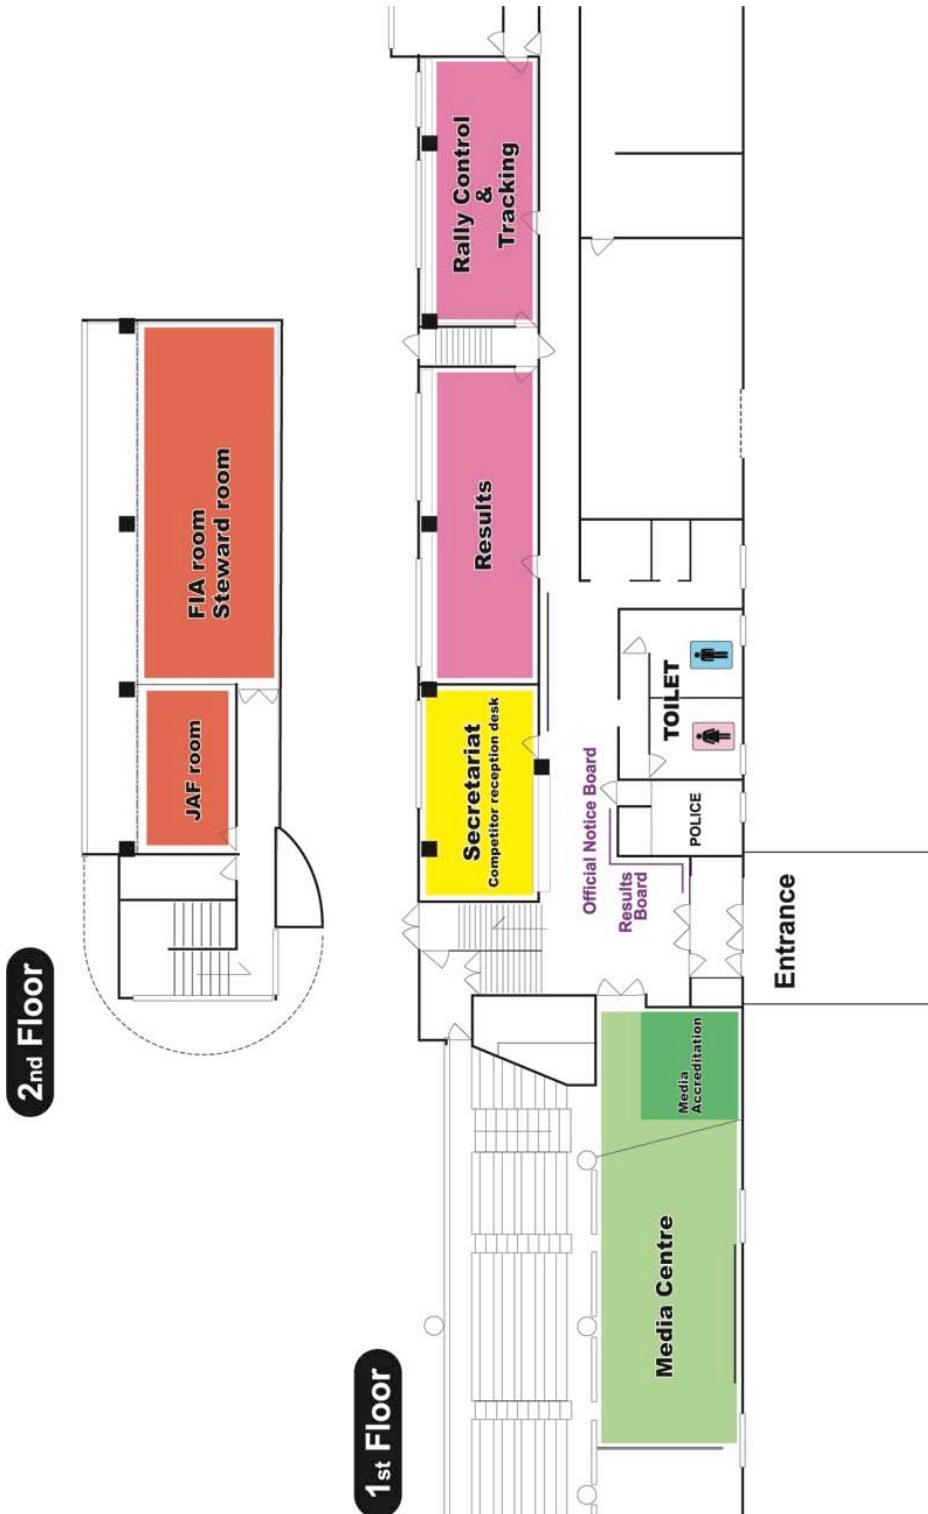 2nd Floor
FIA room
Steward room
JAF room
1st Floor
Rally Control
&
Tracking
Results
Secretariat
Competitor reception desk
Official Notice Board
Results
Board
TOILET
POLICE
Entrance
Media
Accreditation
Media Centre